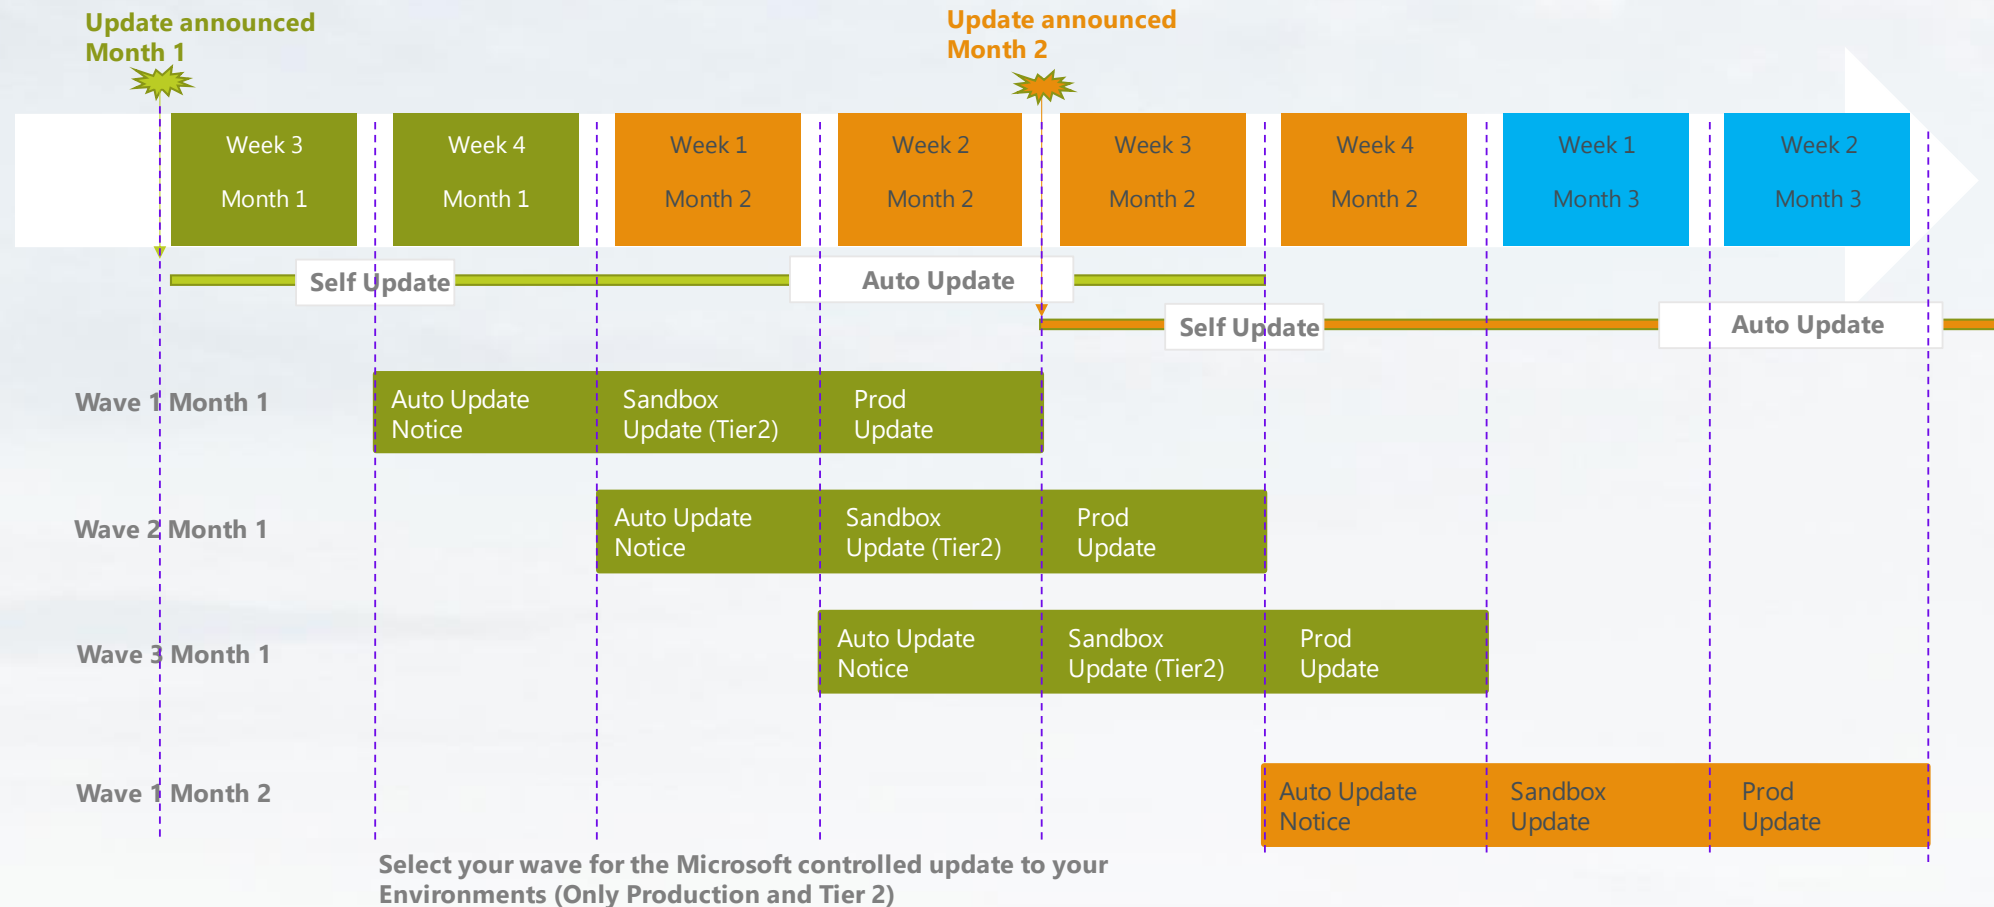 Update announced
Month 1
Update announced
Month 2
Week 3
Month 1
Week 4
Month 1
Week 1
Month 2
Week 2
Month 2
Week 3
Month 2
Week 4
Month 2
Week 1
Month 3
Week 2
Month 3
Self Update
Auto Update
Self Update
Auto Update
Wave 1 Month 1
Auto Update
Notice
Sandbox
Update (Tier2)
Prod
Update
Wave 2 Month 1
Auto Update
Notice
Sandbox
Update (Tier2)
Prod
Update
Wave 3 Month 1
Auto Update
Notice
Sandbox
Update (Tier2)
Prod
Update
Wave 1 Month 2
Auto Update
Notice
Sandbox
Update
Prod
Update
Select your wave for the Microsoft controlled update to your
Environments (Only Production and Tier 2)